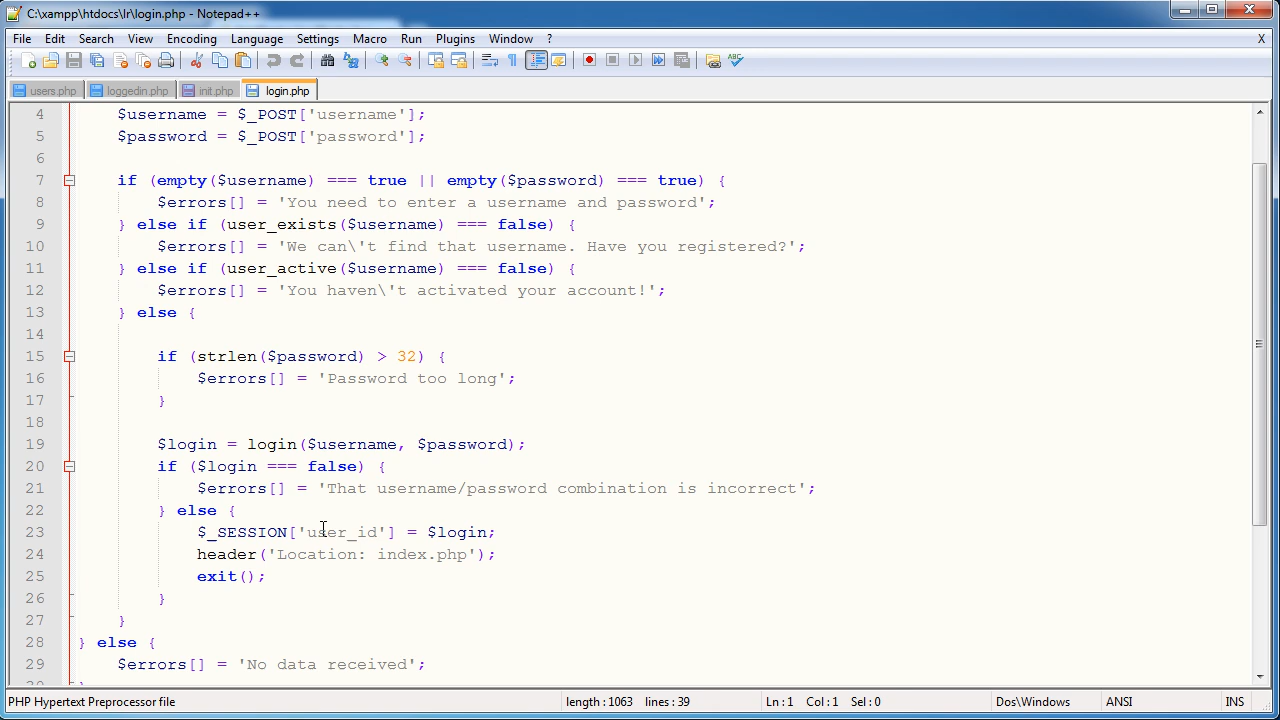 C:\xampp\htdocs\lr\login.php - Notepad++
File Edit Search View Encoding Language Settings Macro Run Plugins Window ? X
users.php loggedin.php init.php login.php
4 $username = $_POST['username'];
5 $password = $_POST['password'];
6
7 if (empty($username) === true || empty($password) === true) {
8 $errors[] = 'You need to enter a username and password';
9 } else if (user_exists($username) === false) {
10 $errors[] = 'We can\'t find that username. Have you registered?';
11 } else if (user_active($username) === false) {
12 $errors[] = 'You haven\'t activated your account!';
13 } else {
14
15 if (strlen($password) > 32) {
16 $errors[] = 'Password too long';
17 }
18
19 $login = login($username, $password);
20 if ($login === false) {
21 $errors[] = 'That username/password combination is incorrect';
22 } else {
23 $_SESSION['user_id'] = $login;
24 header('Location: index.php');
25 exit();
26 }
27 }
28 } else {
29 $errors[] = 'No data received';
PHP Hypertext Preprocessor file length : 1063 lines : 39 Ln : 1 Col : 1 Sel : 0 Dos\Windows ANSI INS